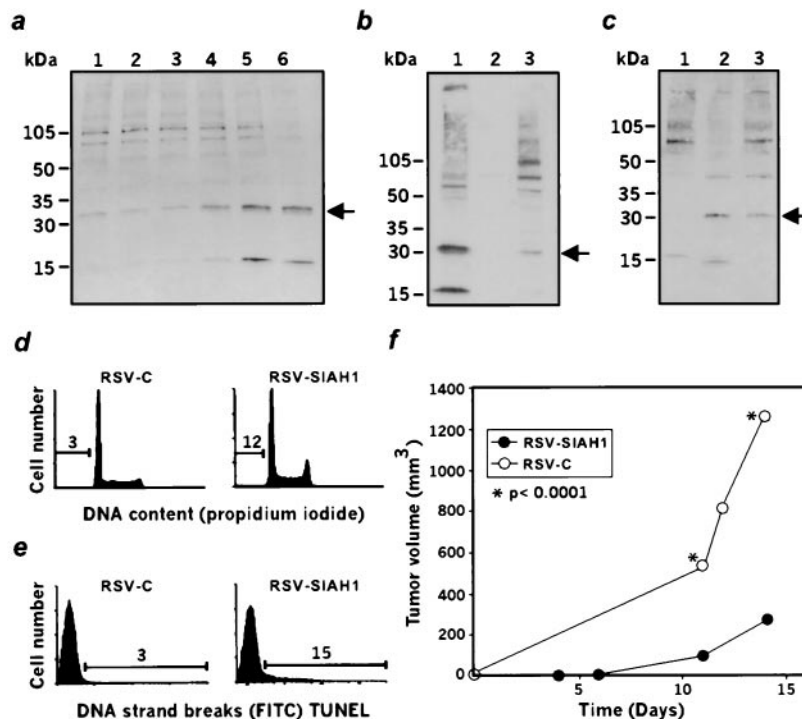 a
kDa 1 2 3 4 5 6
105
50
35
30
15
b
kDa 1 2 3
105
50
35
30
15
c
kDa 1 2 3
105
50
35
30
15
d
RSV-C
RSV-SIAH1
Cell number
3
12
DNA content (propidium iodide)
e
RSV-C
RSV-SIAH1
Cell number
3
15
DNA strand breaks (FITC) TUNEL
f
Tumor volume (mm3)
1400
1200
1000
800
600
400
200
0
RSV-SIAH1
RSV-C
* p< 0.0001
*
*
0 5 10 15
Time (Days)